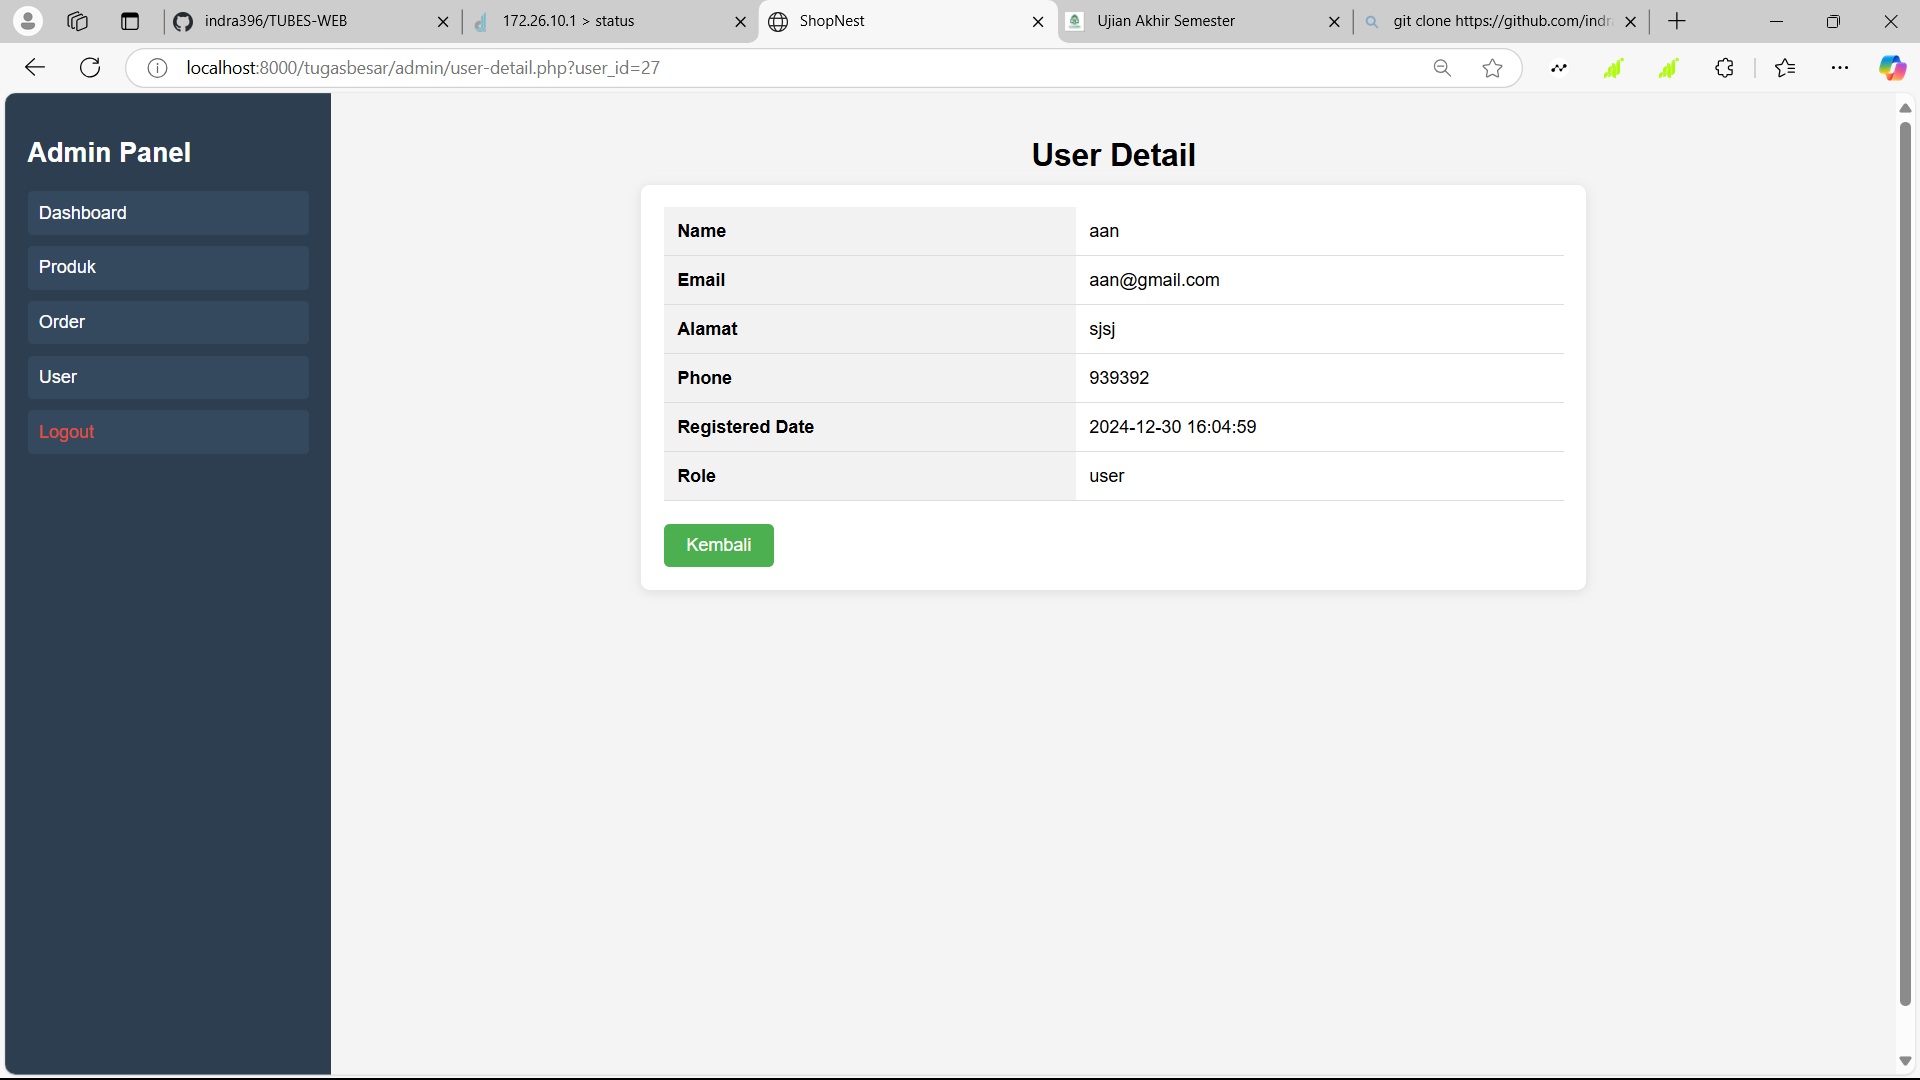 indra396/TUBES-WEB
172.26.10.1 > status
ShopNest
Ujian Akhir Semester
git clone https://github.com/indr
localhost:8000/tugasbesar/admin/user-detail.php?user_id=27
Admin Panel
Dashboard
Produk
Order
User
Logout
User Detail
Name aan
Email aan@gmail.com
Alamat sjsj
Phone 939392
Registered Date 2024-12-30 16:04:59
Role user
Kembali